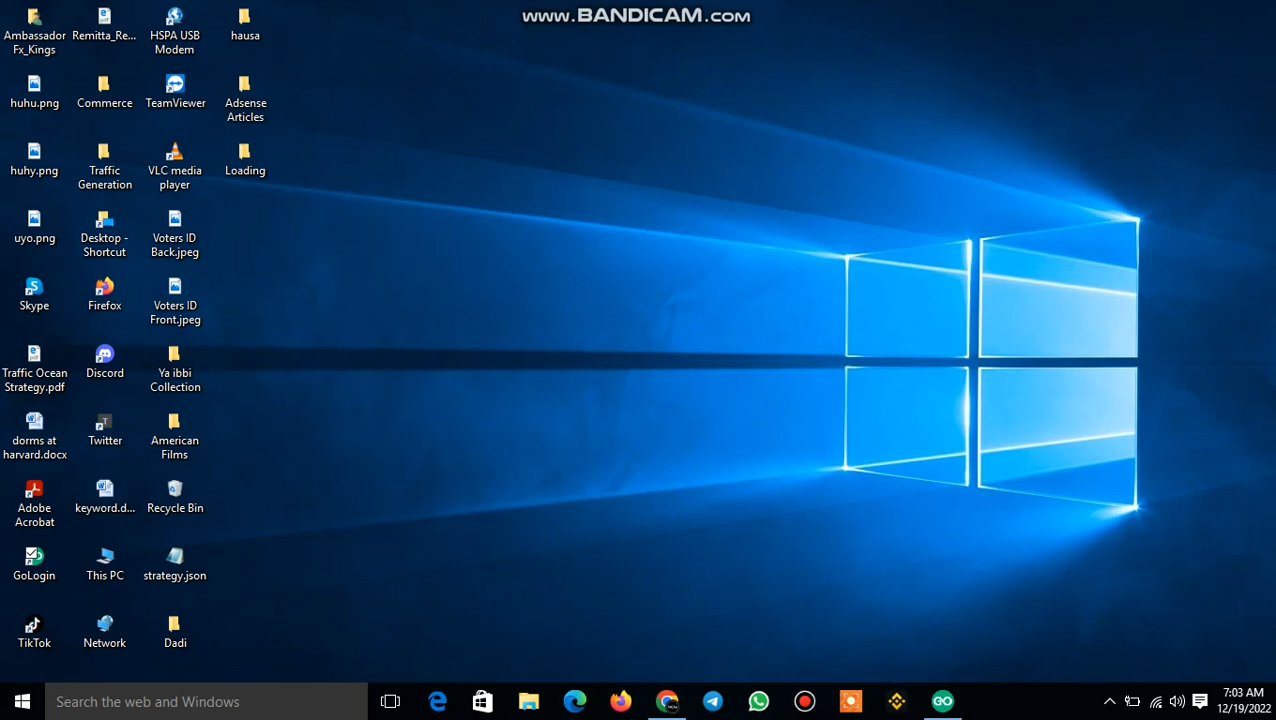 www.BANDICAM.com
Ambassador
Fx_Kings
Remitta_Re...
HSPA USB
Modem
hausa
huhu.png
Commerce
TeamViewer
Adsense
Articles
huhy.png
Traffic
Generation
VLC media
player
Loading
uyo.png
Desktop -
Shortcut
Voters ID
Back.jpeg
Skype
Firefox
Voters ID
Front.jpeg
Traffic Ocean
Strategy.pdf
Discord
Ya ibbi
Collection
dorms at
harvard.docx
Twitter
American
Films
Adobe
Acrobat
keyword.d...
Recycle Bin
GoLogin
This PC
strategy.json
TikTok
Network
Dadi
Search the web and Windows
7:03 AM
12/19/2022